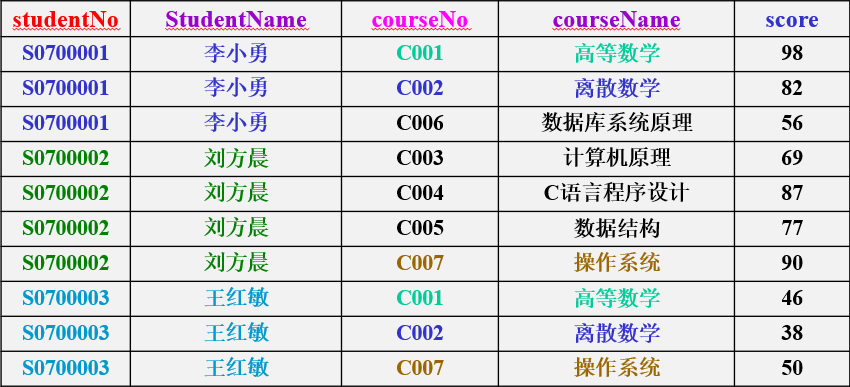 studentNo StudentName courseNo courseName score
S0700001 李小勇 C001 高等数学 98
S0700001 李小勇 C002 离散数学 82
S0700001 李小勇 C006 数据库系统原理 56
S0700002 刘方晨 C003 计算机原理 69
S0700002 刘方晨 C004 C语言程序设计 87
S0700002 刘方晨 C005 数据结构 77
S0700002 刘方晨 C007 操作系统 90
S0700003 王红敏 C001 高等数学 46
S0700003 王红敏 C002 离散数学 38
S0700003 王红敏 C007 操作系统 50